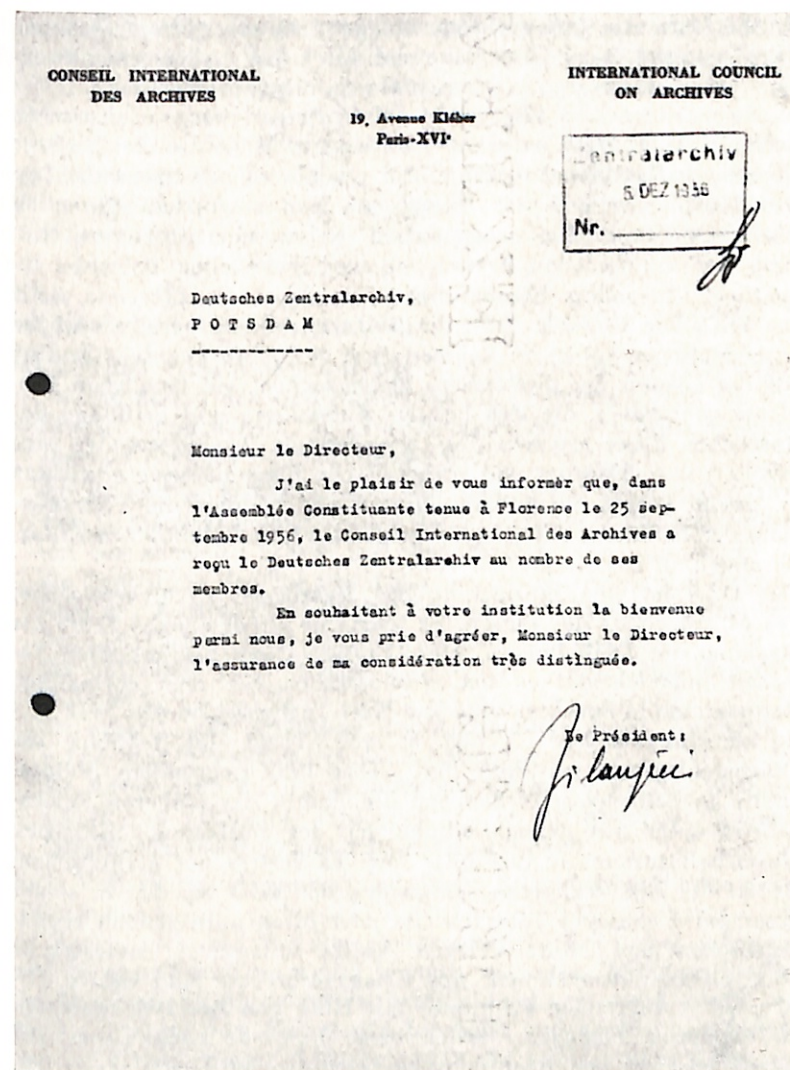 CONSEIL INTERNATIONAL
DES ARCHIVES
INTERNATIONAL COUNCIL
ON ARCHIVES
19, Avenue Kléber
Paris-XVIe
Zentralarchiv
5. DEZ 1956
Nr.
Deutsches Zentralarchiv,
P O T S D A M
-------------
Monsieur le Directeur,
J'ai le plaisir de vous informèr que, dans
l'Assemblée Constituante tenue à Florence le 25 sep-
tembre 1956, le Conseil International des Archives a
reçu le Deutsches Zentralarchiv au nombre de ses
membres.
En souhaitant à votre institution la bienvenue
parmi nous, je vous prie d'agréer, Monsieur le Directeur,
l'assurance de ma considération très distinguée.
Le Président: